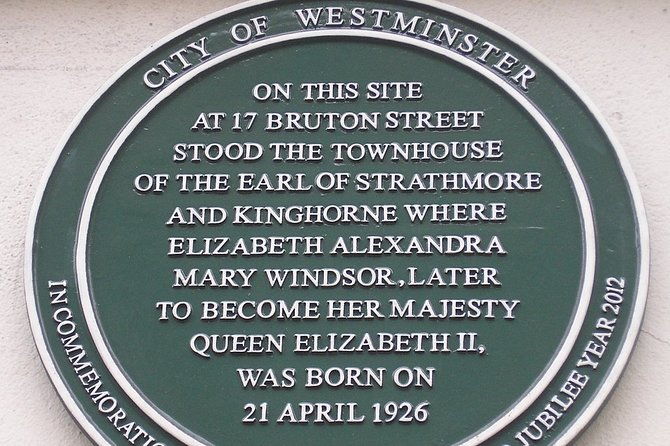 CITY OF WESTMINSTER
ON THIS SITE
AT 17 BRUTON STREET
STOOD THE TOWNHOUSE
OF THE EARL OF STRATHMORE
AND KINGHORNE WHERE
ELIZABETH ALEXANDRA
MARY WINDSOR, LATER
TO BECOME HER MAJESTY
QUEEN ELIZABETH II,
WAS BORN ON
21 APRIL 1926
IN COMMEMORATIO
JUBILEE YEAR 2012